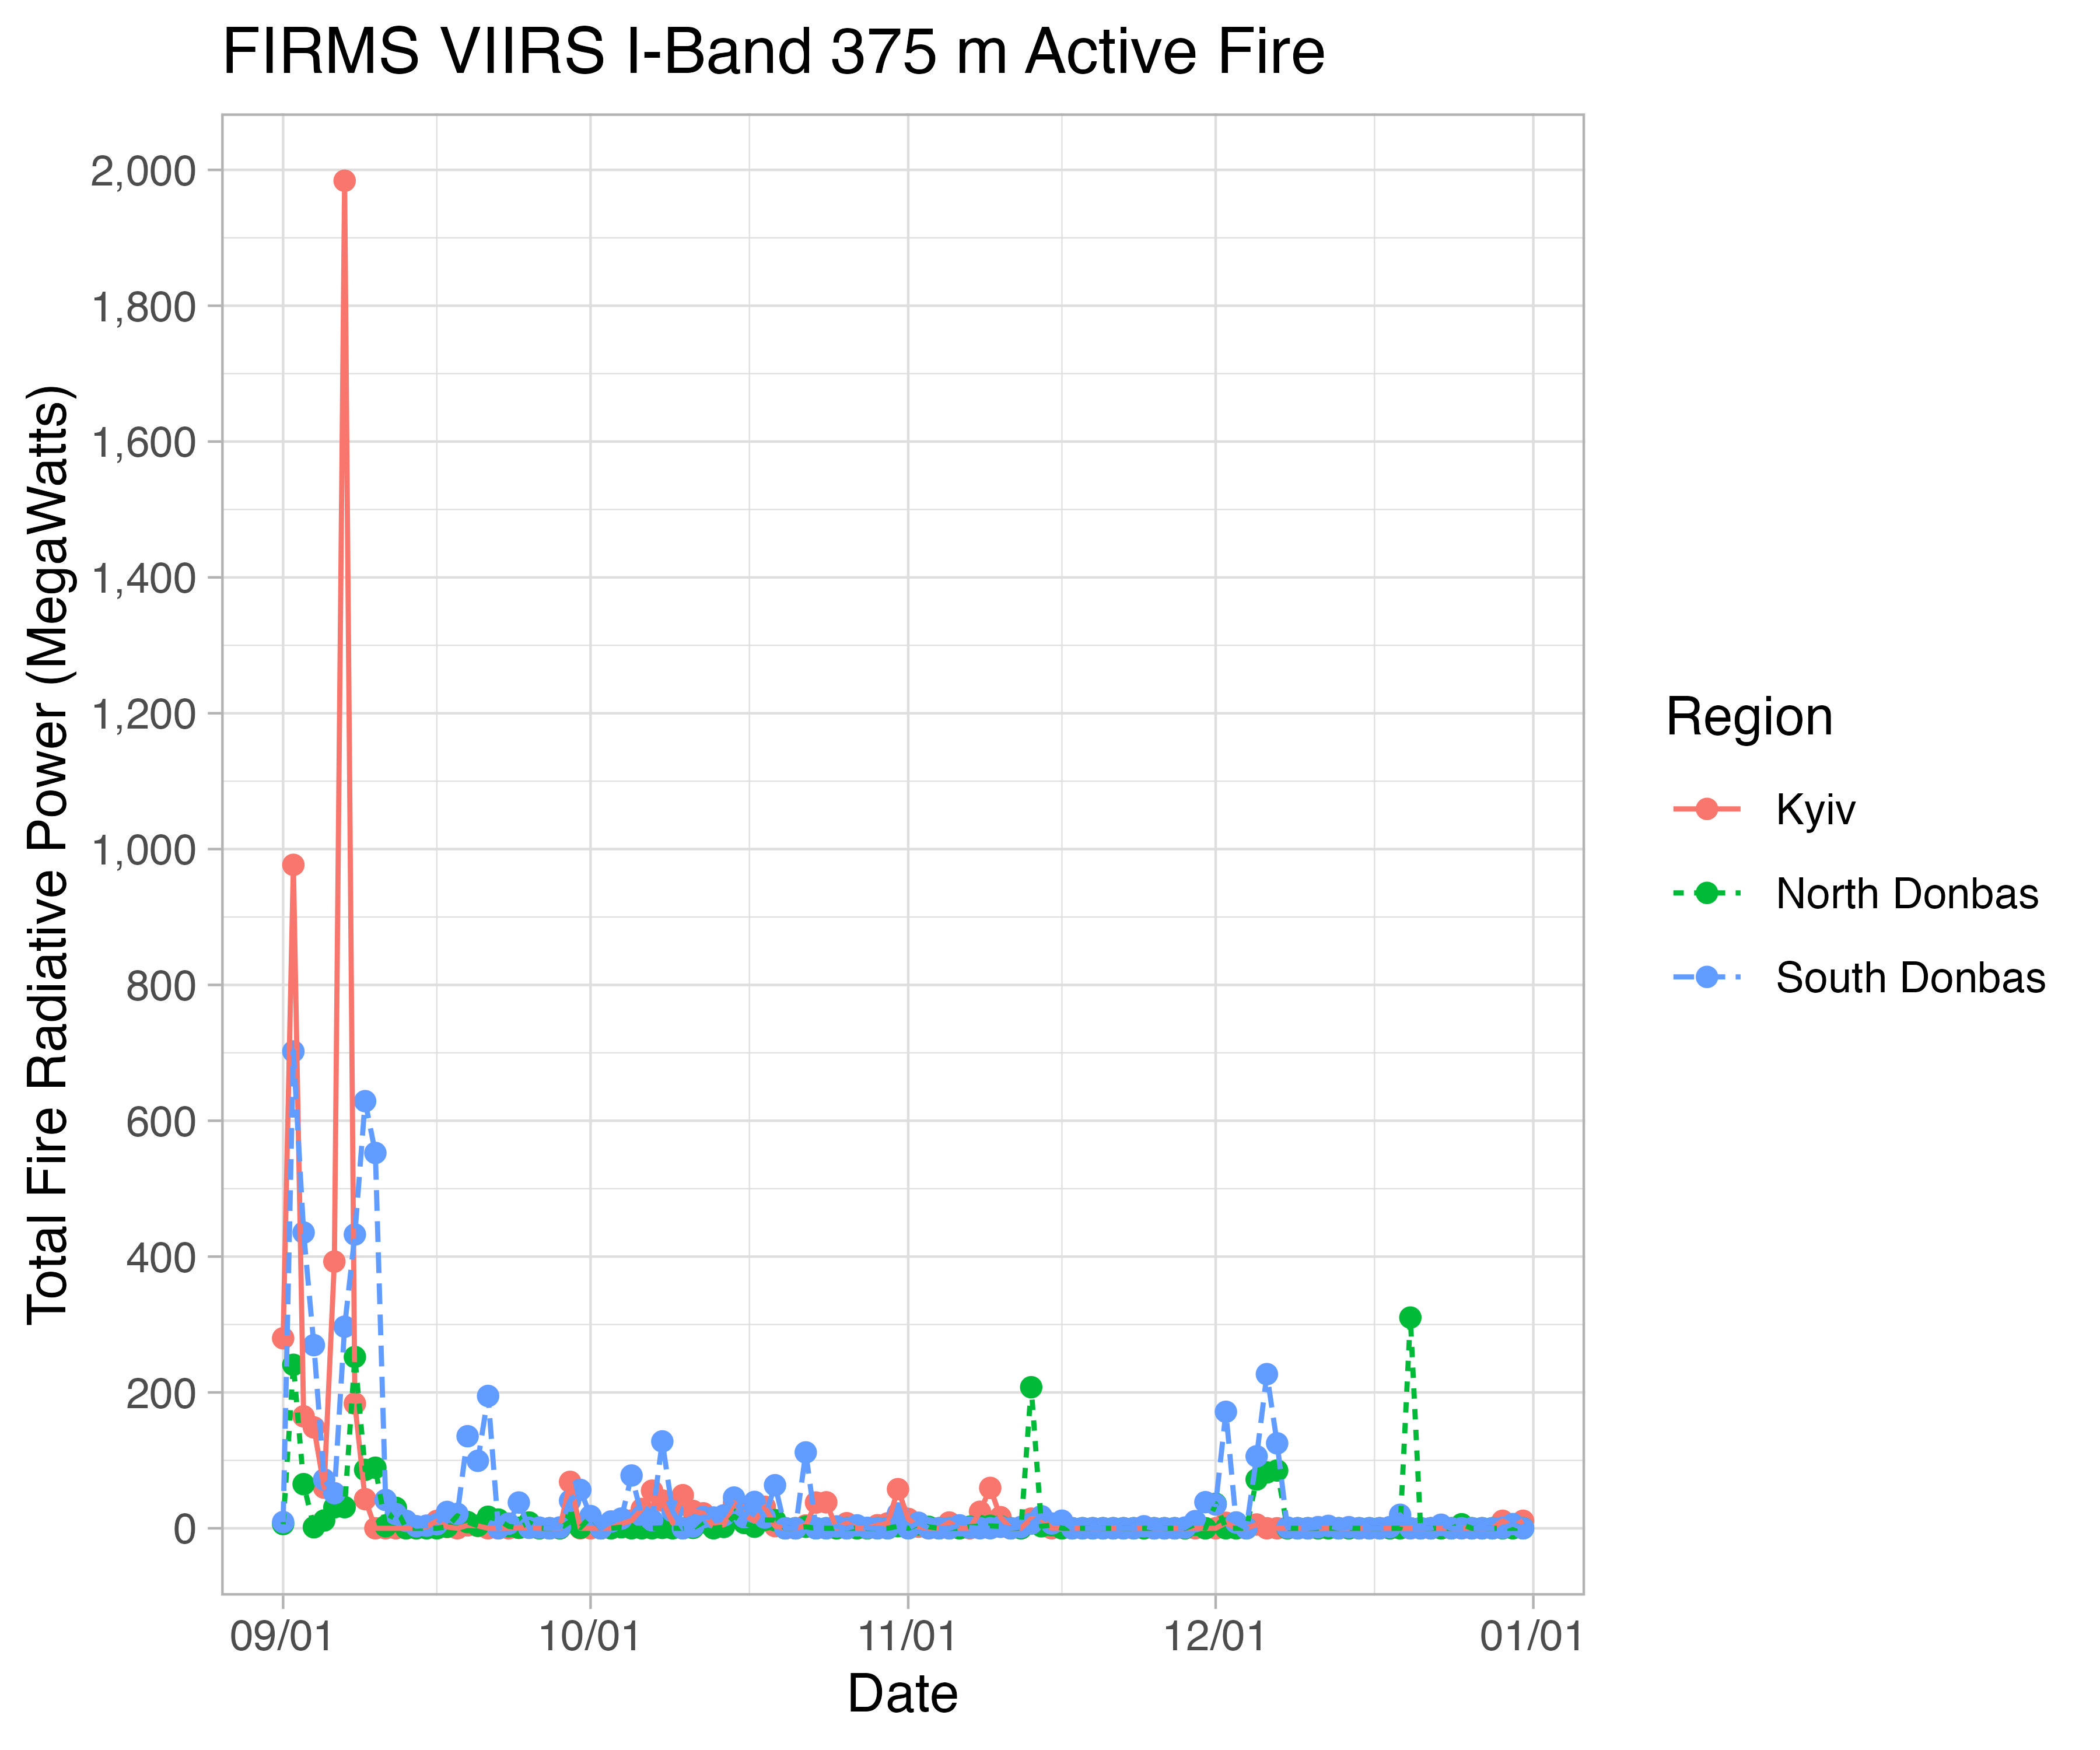 FIRMS VIIRS I-Band 375 m Active Fire
Total Fire Radiative Power (MegaWatts)
2,000
1,800
1,600
1,400
1,200
1,000
800
600
400
200
0
09/01
10/01
11/01
12/01
01/01
Date
Region
Kyiv
North Donbas
South Donbas